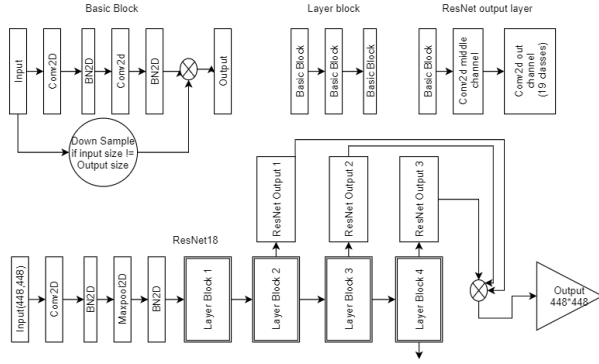 Basic Block
Layer block
ResNet output layer
Input
Conv2D
BN2D
Conv2d
BN2D
Output
Down Sample
if input size !=
Output size
Basic Block
Basic Block
Basic Block
Basic Block
Conv2d middle
channel
Conv2d out
channel
(19 classes)
ResNet Output 1
ResNet Output 2
ResNet Output 3
ResNet18
Input(448,448)
Conv2D
BN2D
Maxpool2D
BN2D
Layer Block 1
Layer Block 2
Layer Block 3
Layer Block 4
Output
448*448